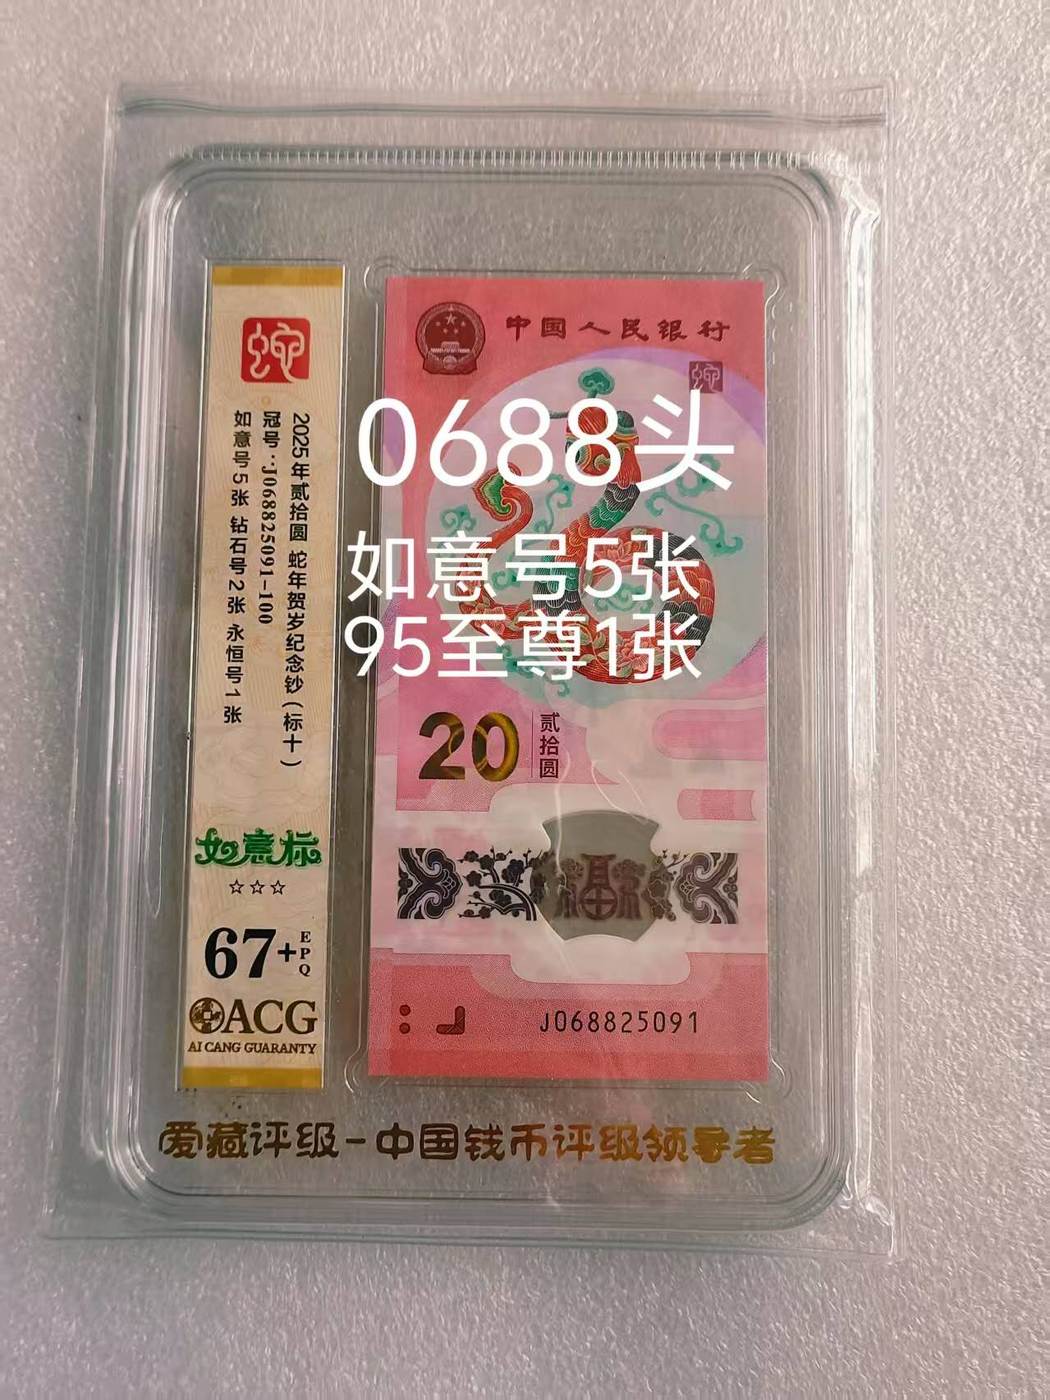 中国人民银行
蛇
0688头
如意号5张
95至尊1张
20
贰拾圆
J068825091
蛇
2025年贰拾圆 蛇年贺岁纪念钞(标十)
冠号:J068825091-100
如意号5张 钻石号2张 永恒号1张
如意标
☆☆☆
67+EPQ
ACG
AI CANG GUARANTY
爱藏评级-中国钱币评级领导者